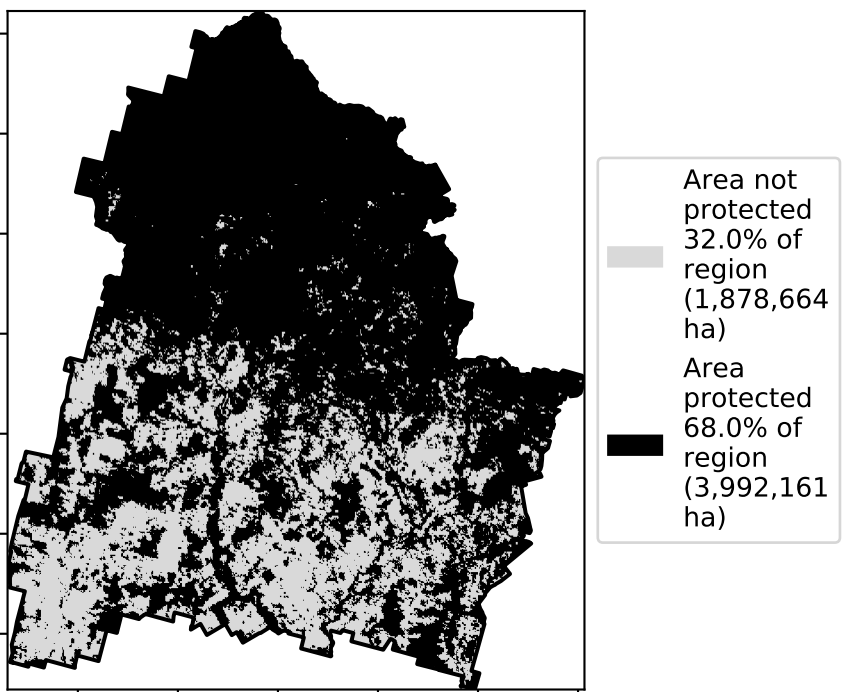 Area not
protected
32.0% of
region
(1,878,664
ha)
Area
protected
68.0% of
region
(3,992,161
ha)